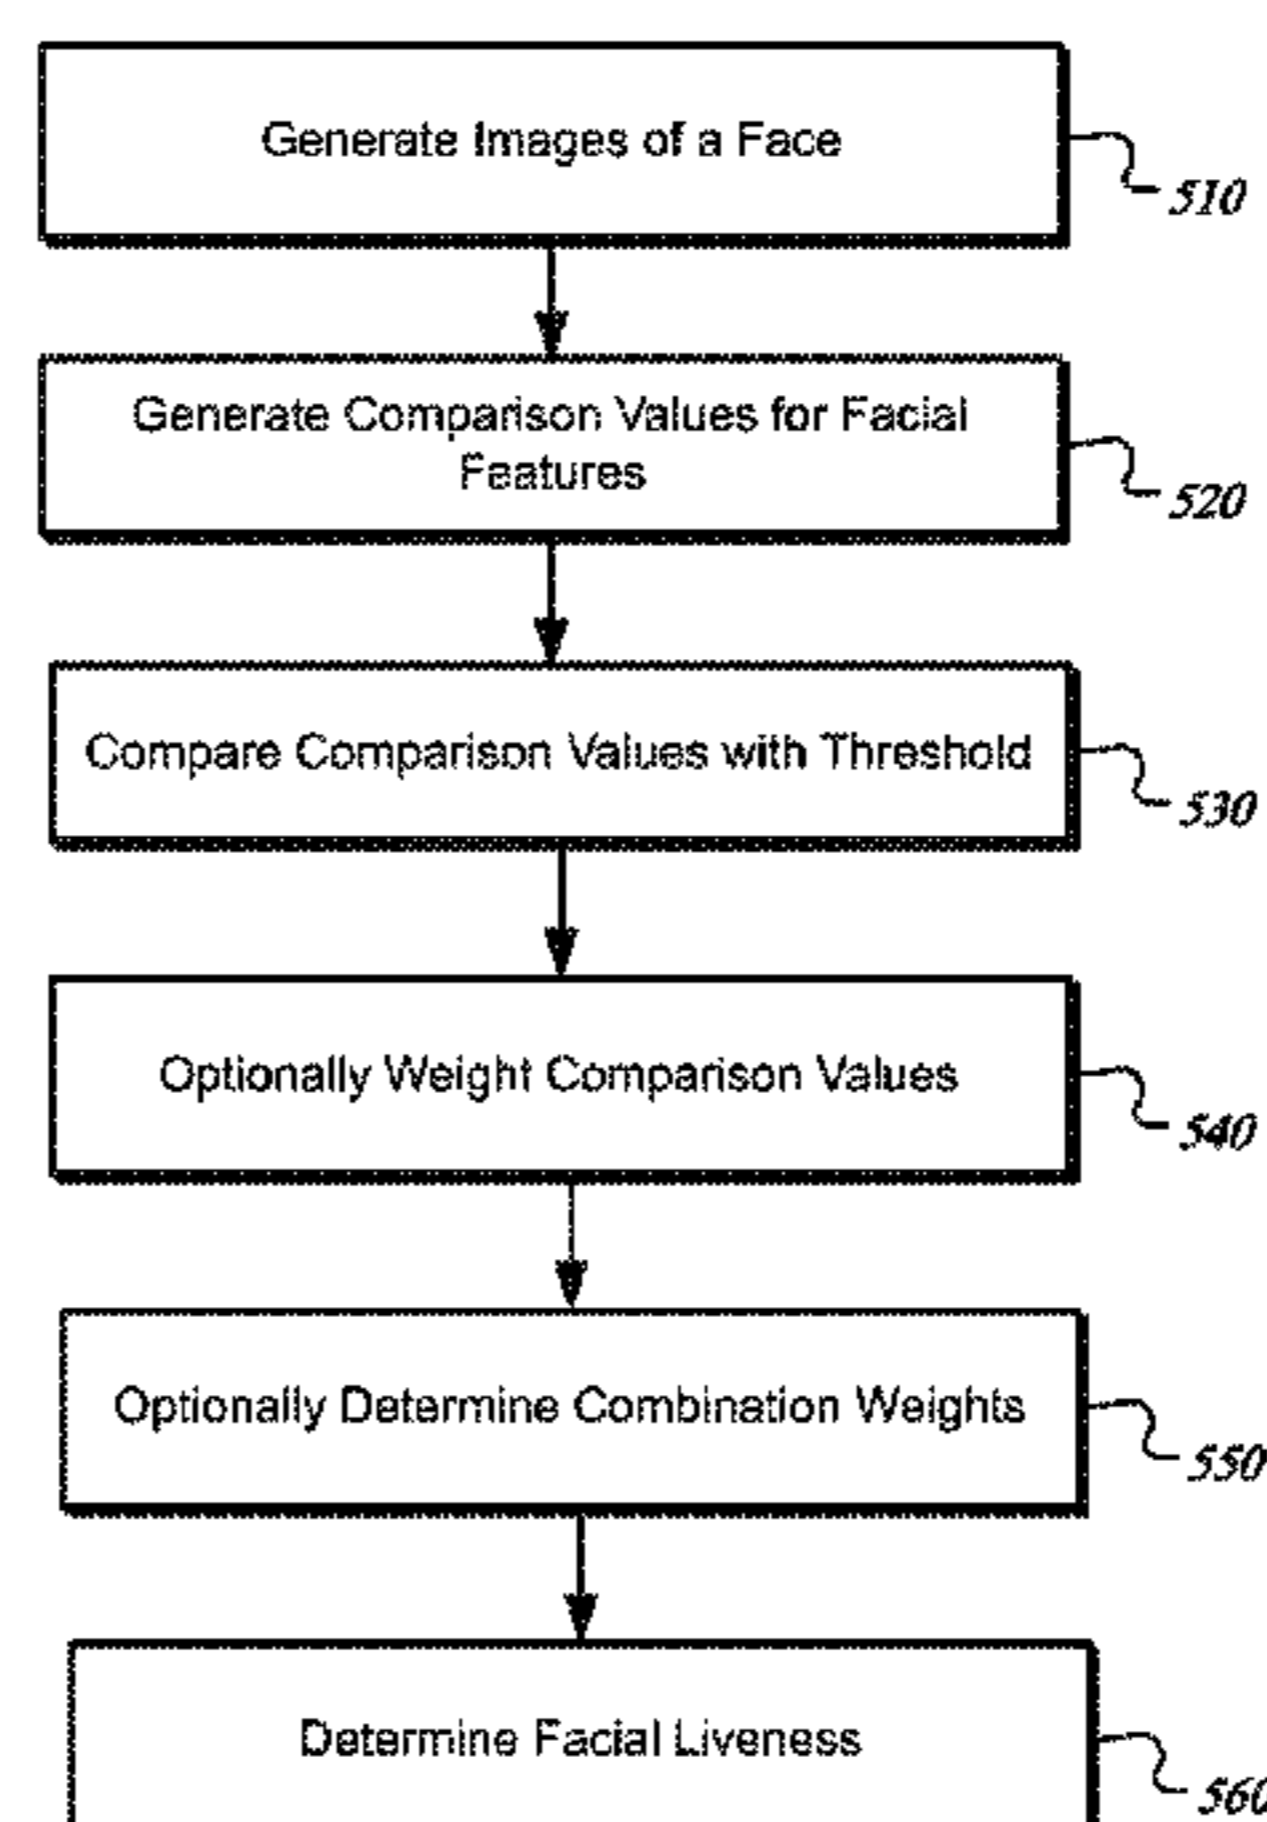 Generate Images of a Face
510
Generate Comparison Values for Facial
Features
520
Compare Comparison Values with Threshold
530
Optionally Weight Comparison Values
540
Optionally Determine Combination Weights
550
Determine Facial Liveness
560